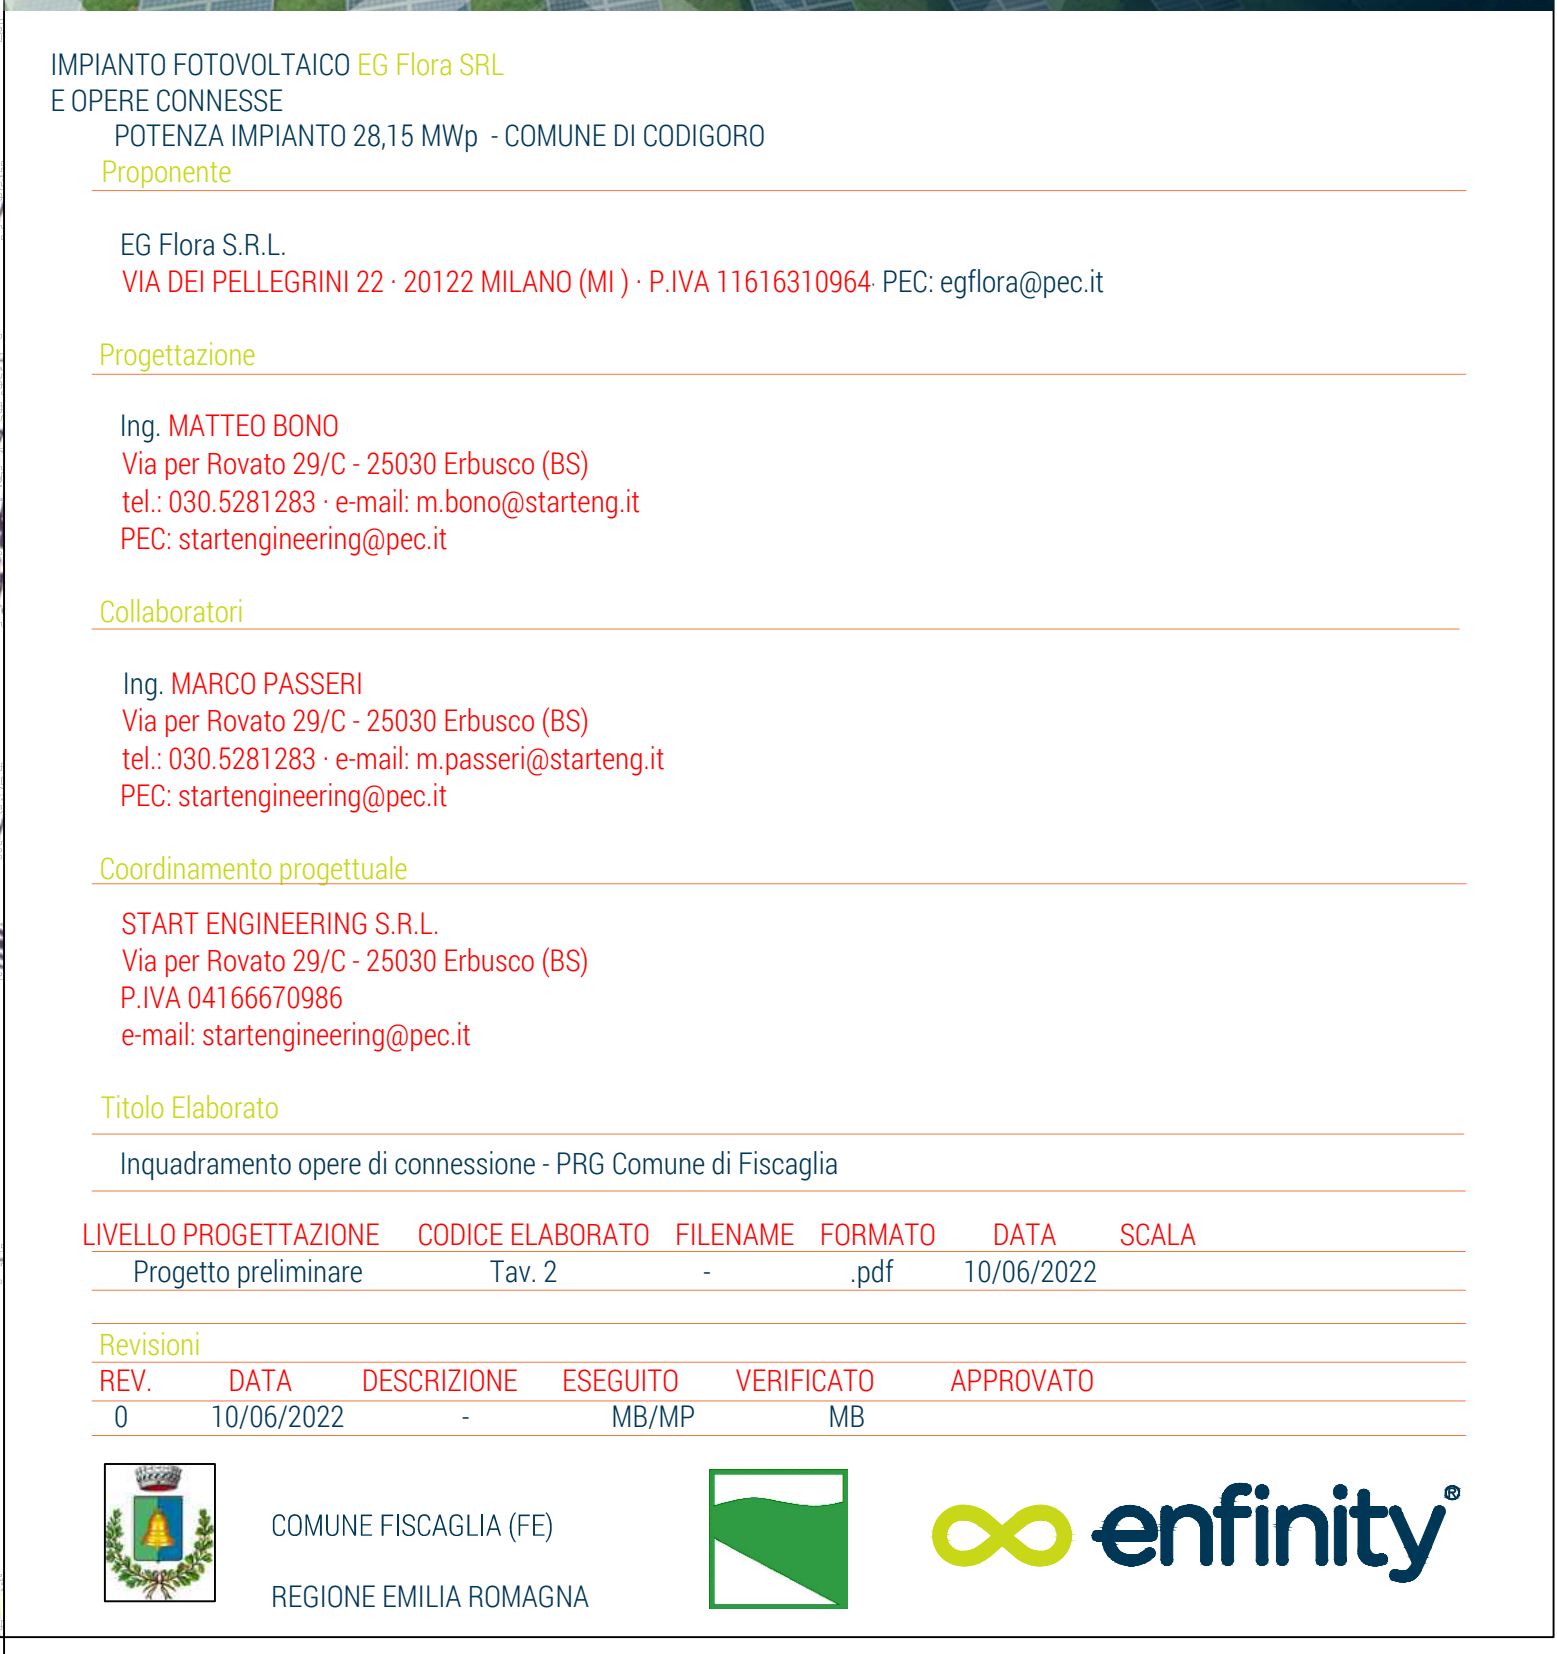 IMPIANTO FOTOVOLTAICO EG Flora SRL
E OPERE CONNESSE
POTENZA IMPIANTO 28,15 MWp - COMUNE DI CODIGORO
Proponente
EG Flora S.R.L.
VIA DEI PELLEGRINI 22 · 20122 MILANO (MI ) · P.IVA 11616310964· PEC: egflora@pec.it
Progettazione
Ing. MATTEO BONO
Via per Rovato 29/C - 25030 Erbusco (BS)
tel.: 030.5281283 · e-mail: m.bono@starteng.it
PEC: startengineering@pec.it
Collaboratori
Ing. MARCO PASSERI
Via per Rovato 29/C - 25030 Erbusco (BS)
tel.: 030.5281283 · e-mail: m.passeri@starteng.it
PEC: startengineering@pec.it
Coordinamento progettuale
START ENGINEERING S.R.L.
Via per Rovato 29/C - 25030 Erbusco (BS)
P.IVA 04166670986
e-mail: startengineering@pec.it
Titolo Elaborato
Inquadramento opere di connessione - PRG Comune di Fiscaglia
LIVELLO PROGETTAZIONE CODICE ELABORATO FILENAME FORMATO DATA SCALA
Progetto preliminare Tav. 2 - .pdf 10/06/2022
Revisioni
REV. DATA DESCRIZIONE ESEGUITO VERIFICATO APPROVATO
0 10/06/2022 - MB/MP MB
COMUNE FISCAGLIA (FE)
REGIONE EMILIA ROMAGNA
enfinity®